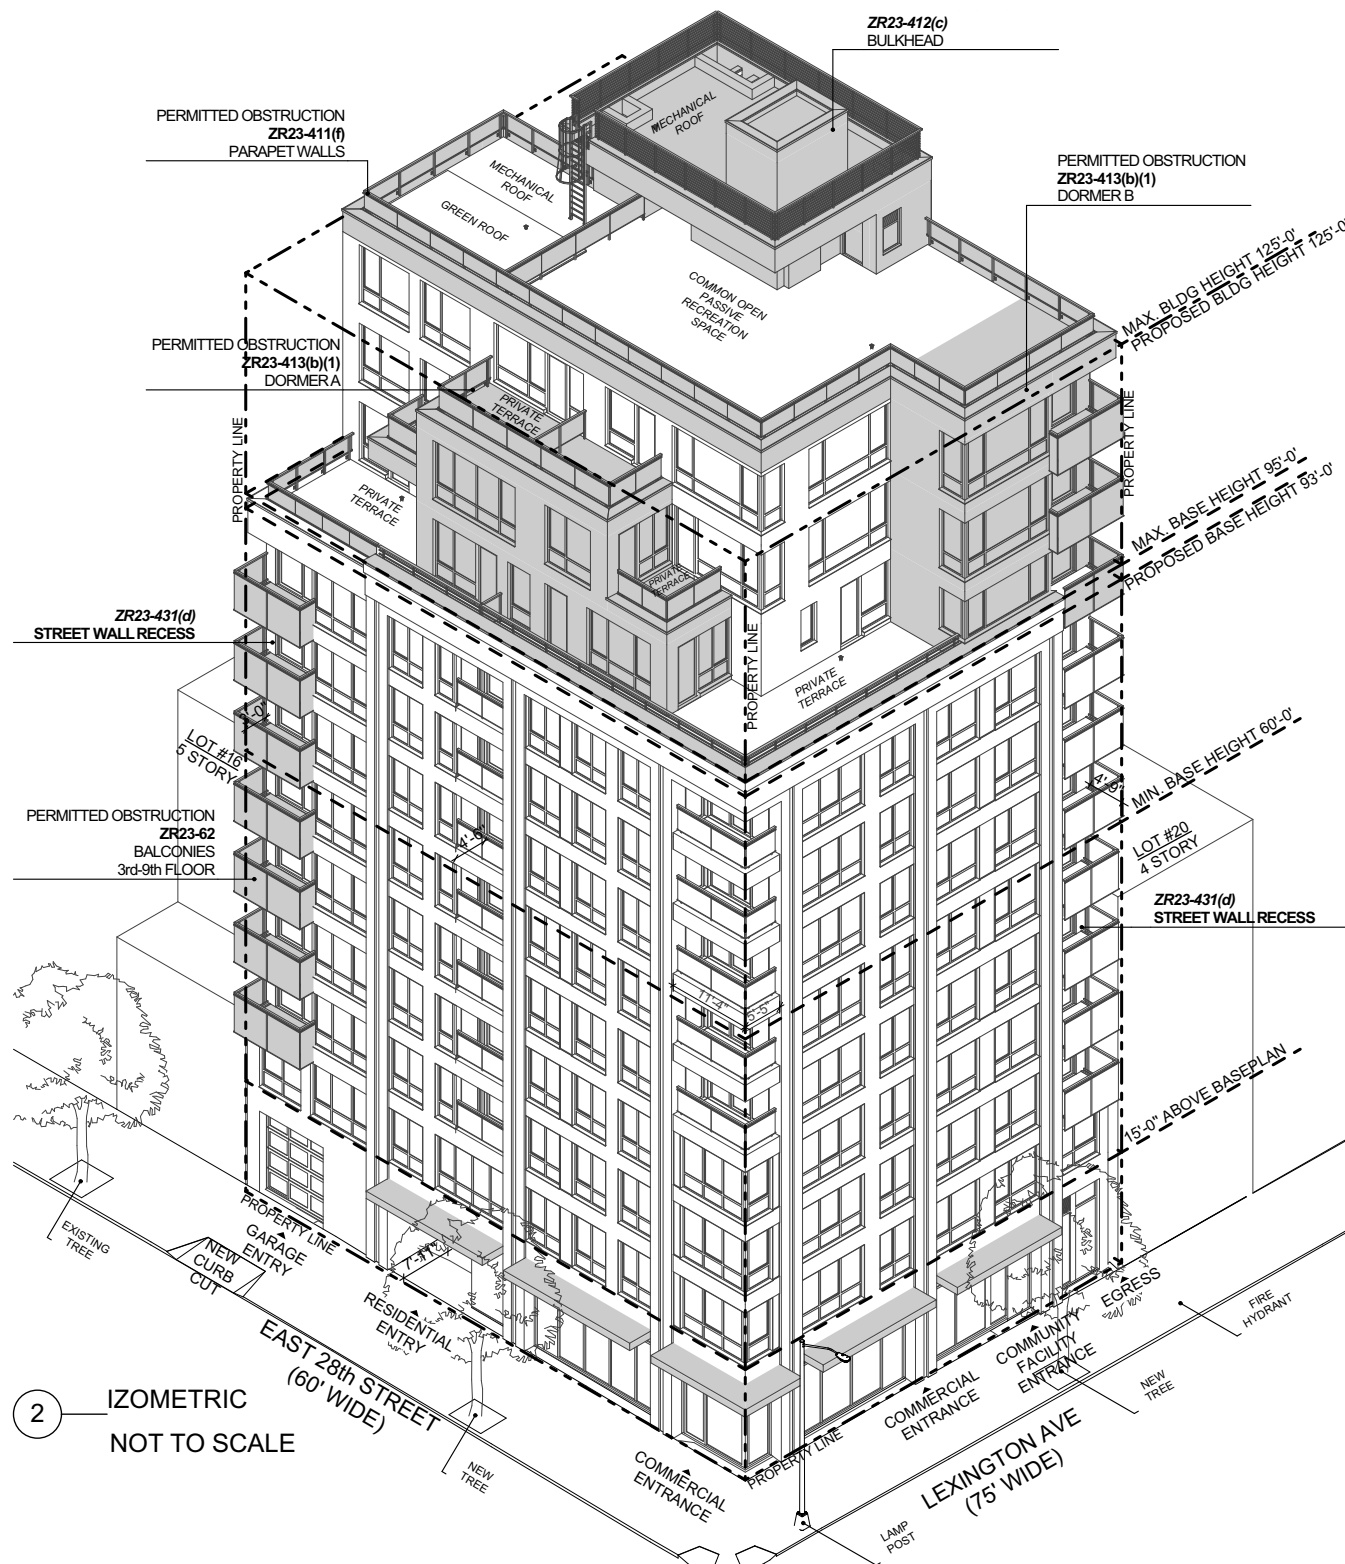 ZR23-412(c)
BULKHEAD
PERMITTED OBSTRUCTION
ZR23-411(f)
PARAPET WALLS
MECHANICAL
ROOF
PERMITTED OBSTRUCTION
ZR23-413(b)(1)
DORMER B
MECHANICAL
ROOF
GREEN ROOF
COMMON OPEN
PASSIVE
RECREATION
SPACE
MAX. BLDG HEIGHT 125'-0'
PROPOSED BLDG HEIGHT 125'-0'
PERMITTED OBSTRUCTION
ZR23-413(b)(1)
DORMER A
PRIVATE
TERRACE
PROPERTY LINE
PROPERTY LINE
PRIVATE
TERRACE
MAX. BASE HEIGHT 95'-0'
PROPOSED BASE HEIGHT 93'-0'
PRIVATE
TERRACE
ZR23-431(d)
STREET WALL RECESS
PROPERTY LINE
PRIVATE
TERRACE
LOT #16
5 STORY
MIN. BASE HEIGHT 60'-0'
4'-9"
PERMITTED OBSTRUCTION
ZR23-62
BALCONIES
3rd-9th FLOOR
4'-6"
LOT #20
4 STORY
ZR23-431(d)
STREET WALL RECESS
11'-4"
5'-5"
15'-0" ABOVE BASEPLAN
EXISTING
TREE
PROPERTY LINE
GARAGE
ENTRY
NEW
CURB
CUT
7'-11"
RESIDENTIAL
ENTRY
EGRESS
FIRE
HYDRANT
COMMUNITY
FACILITY
ENTRANCE
NEW
TREE
COMMERCIAL
ENTRANCE
EAST 28th STREET
(60' WIDE)
2
IZOMETRIC
NOT TO SCALE
NEW
TREE
COMMERCIAL
ENTRANCE
PROPERTY LINE
LEXINGTON AVE
(75' WIDE)
LAMP
POST